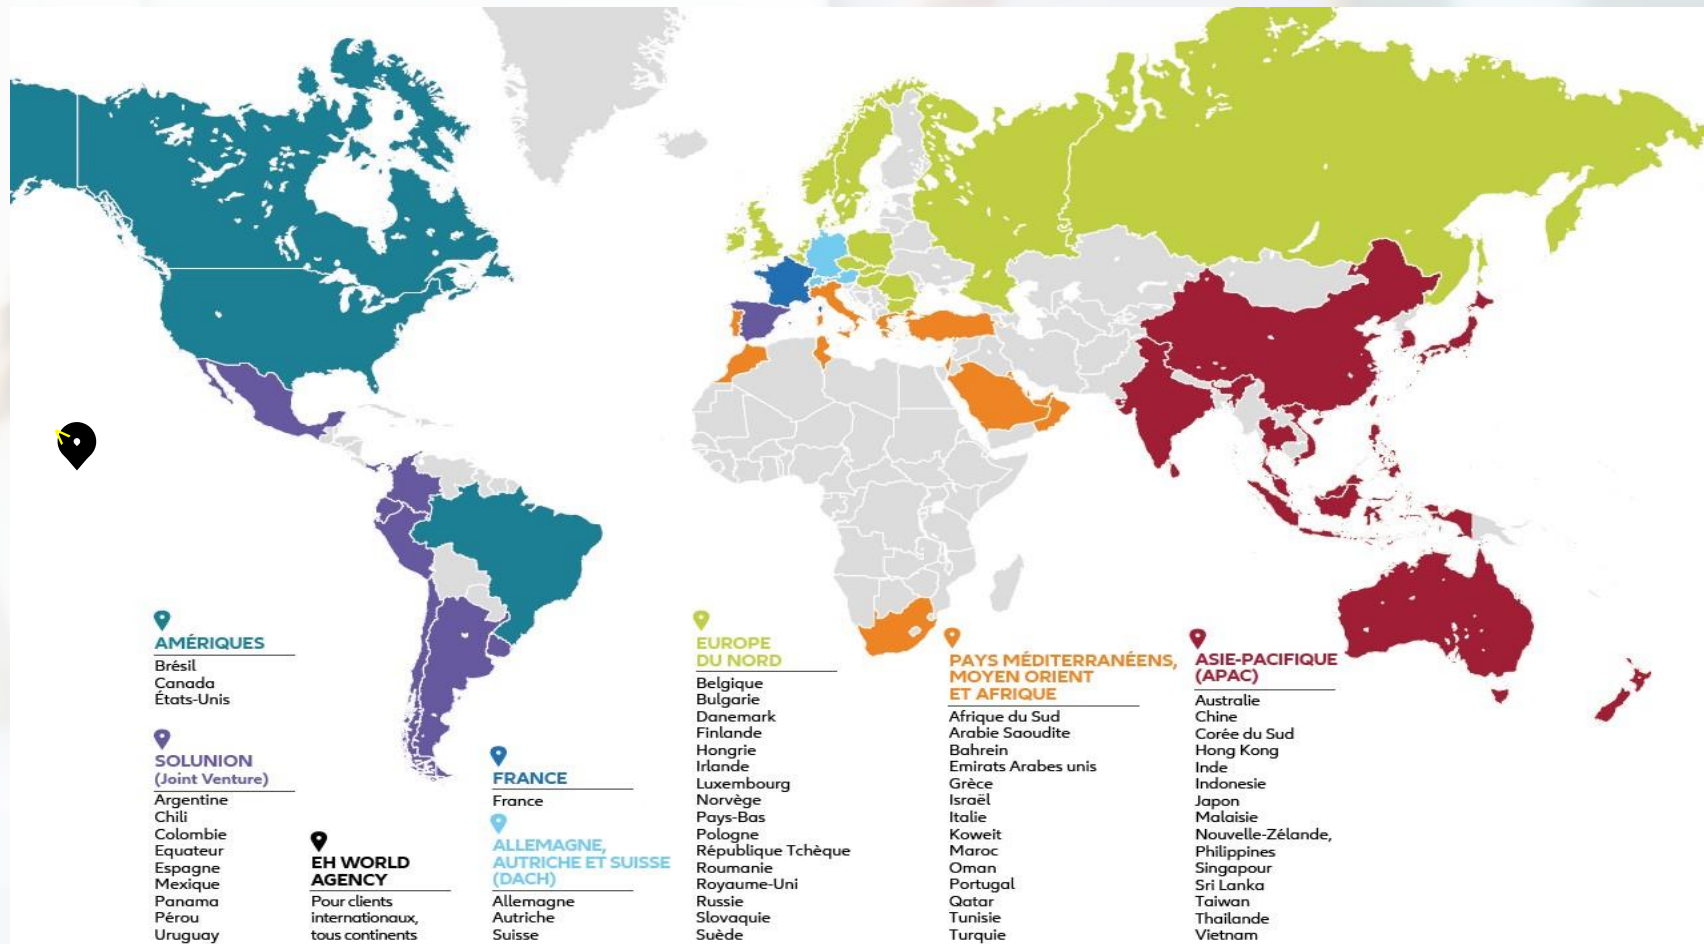 AMÉRIQUES
Brésil
Canada
États-Unis
SOLUNION
(Joint Venture)
Argentine
Chili
Colombie
Equateur
Espagne
Mexique
Panama
Pérou
Uruguay
EH WORLD
AGENCY
Pour clients
internationaux,
tous continents
FRANCE
France
ALLEMAGNE,
AUTRICHE ET SUISSE
(DACH)
Allemagne
Autriche
Suisse
EUROPE
DU NORD
Belgique
Bulgarie
Danemark
Finlande
Hongrie
Irlande
Luxembourg
Norvège
Pays-Bas
Pologne
République Tchèque
Roumanie
Royaume-Uni
Russie
Slovaquie
Suède
PAYS MÉDITERRANÉENS,
MOYEN ORIENT
ET AFRIQUE
Afrique du Sud
Arabie Saoudite
Bahrein
Emirats Arabes unis
Grèce
Israël
Italie
Koweit
Maroc
Oman
Portugal
Qatar
Tunisie
Turquie
ASIE-PACIFIQUE
(APAC)
Australie
Chine
Corée du Sud
Hong Kong
Inde
Indonesie
Japon
Malaisie
Nouvelle-Zélande,
Philippines
Singapour
Sri Lanka
Taiwan
Thailande
Vietnam